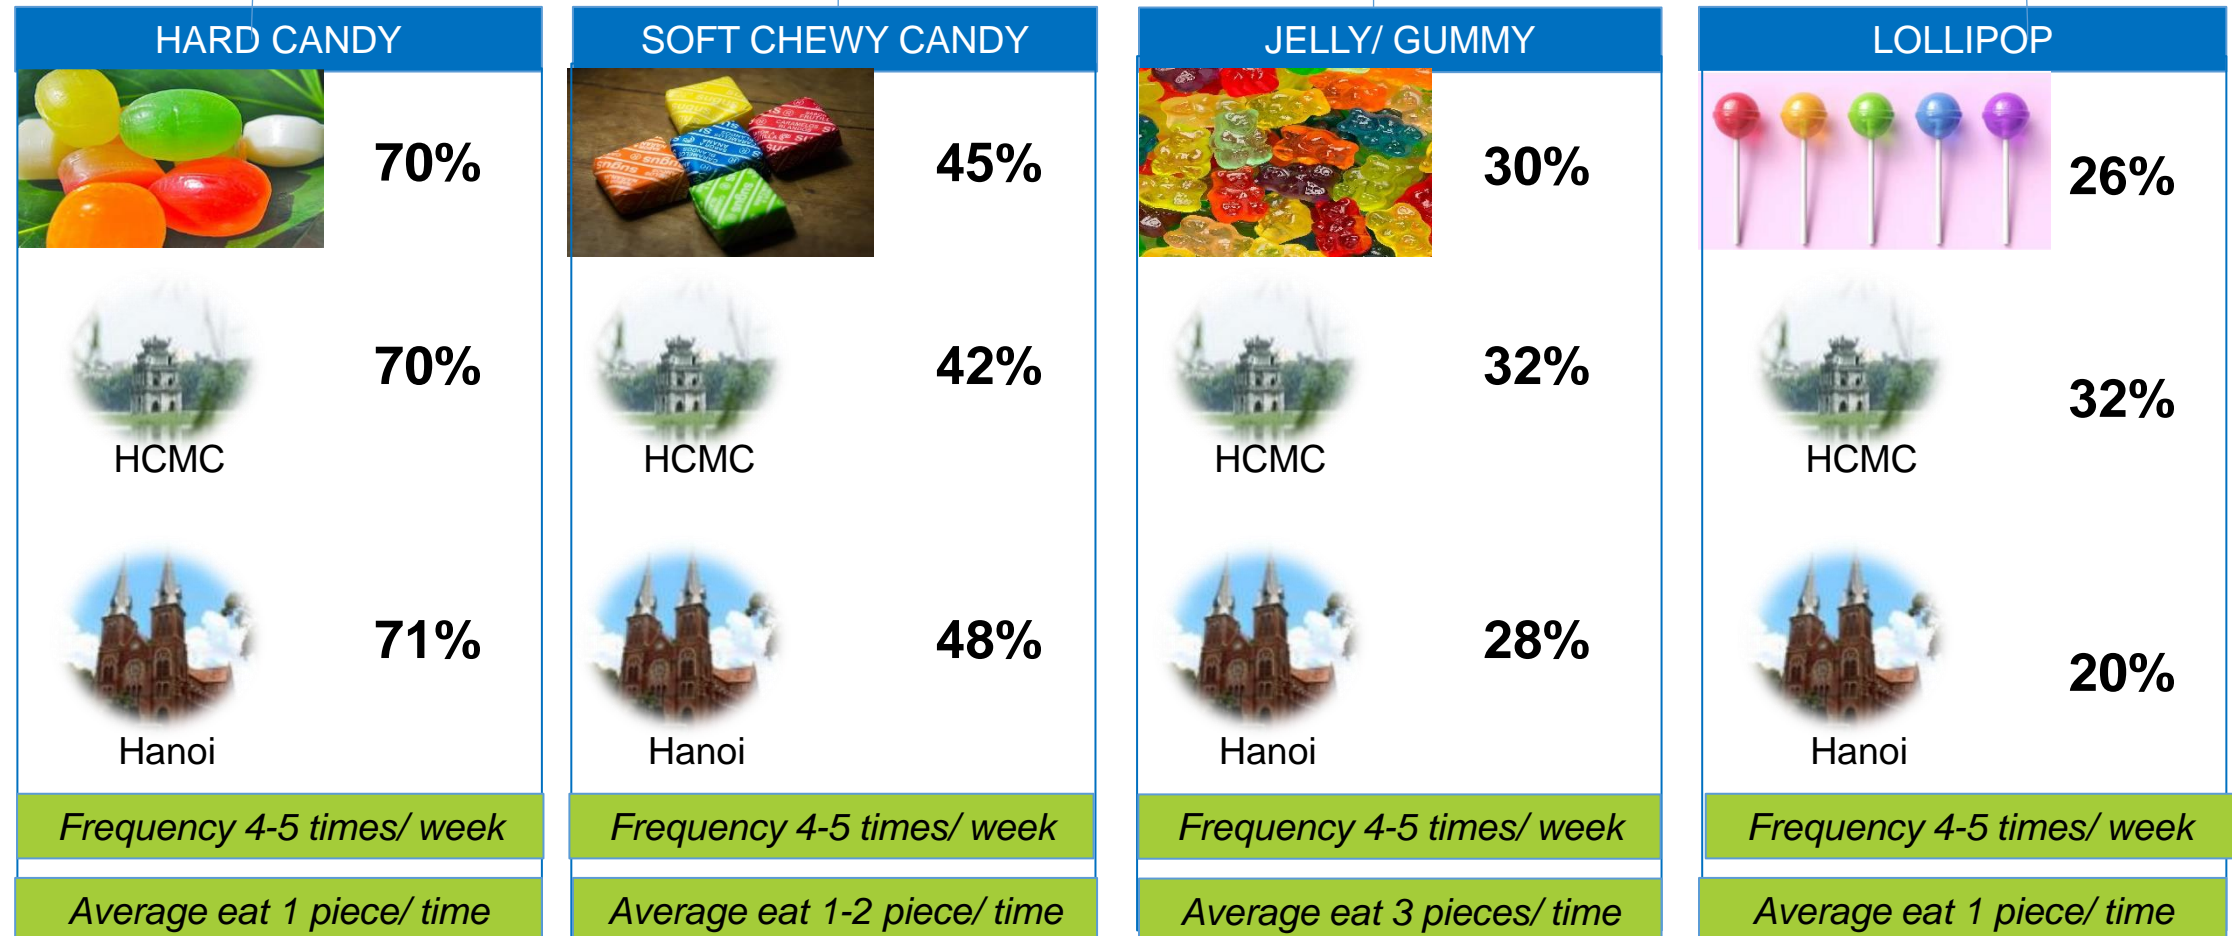 HARD CANDY
70%
HCMC
70%
Hanoi
71%
Frequency 4-5 times/ week
Average eat 1 piece/ time
SOFT CHEWY CANDY
sugus
CARAMELOS
BLANDOS
45%
HCMC
42%
Hanoi
48%
Frequency 4-5 times/ week
Average eat 1-2 piece/ time
JELLY/ GUMMY
30%
HCMC
32%
Hanoi
28%
Frequency 4-5 times/ week
Average eat 3 pieces/ time
LOLLIPOP
26%
HCMC
32%
Hanoi
20%
Frequency 4-5 times/ week
Average eat 1 piece/ time